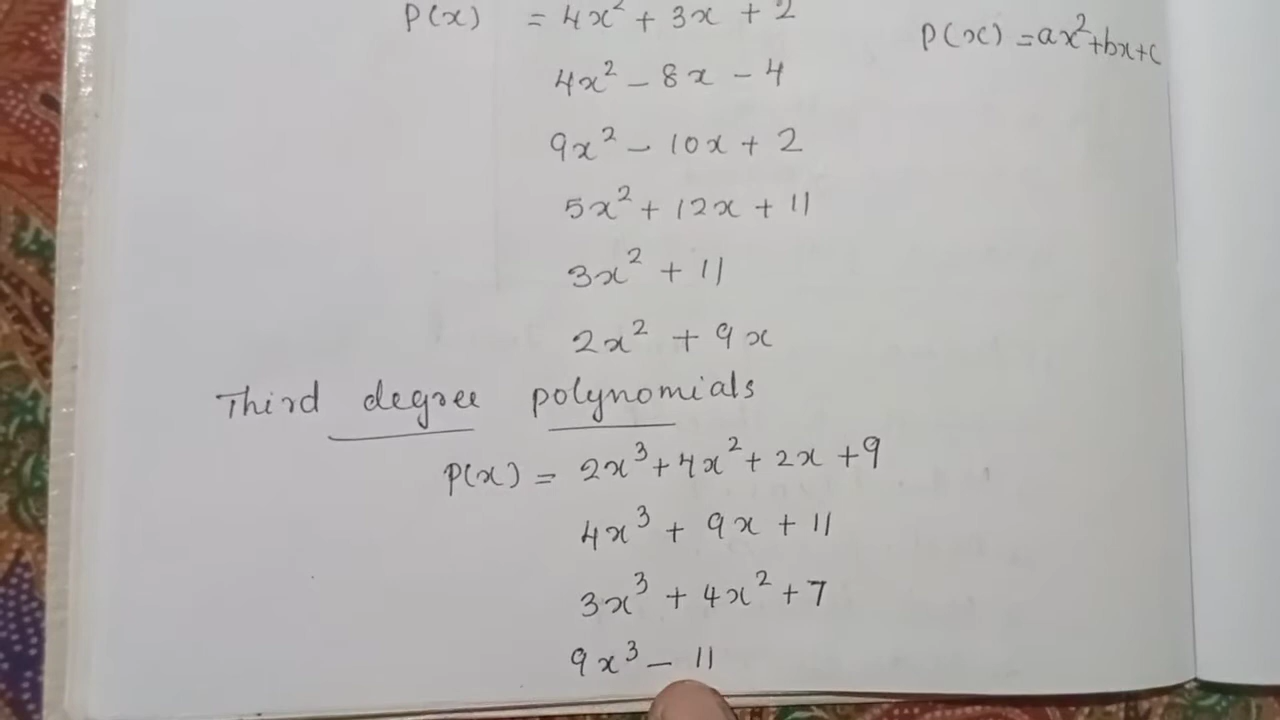 P(x) = 4x² + 3x + 2
P(x) = ax²+bx+c
4x² - 8x - 4
9x² - 10x + 2
5x² + 12x + 11
3x² + 11
2x² + 9x
Third degree polynomials
P(x) = 2x³+4x²+2x+9
4x³ + 9x + 11
3x³ + 4x² + 7
9x³ - 11